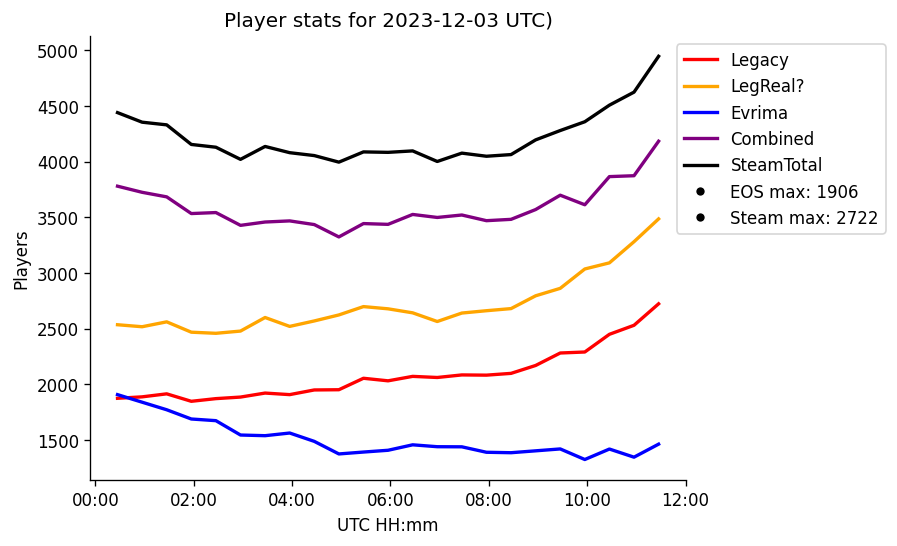 Player stats for 2023-12-03 UTC)
Players
5000
4500
4000
3500
3000
2500
2000
1500
00:00 02:00 04:00 06:00 08:00 10:00 12:00
UTC HH:mm
Legacy
LegReal?
Evrima
Combined
SteamTotal
EOS max: 1906
Steam max: 2722